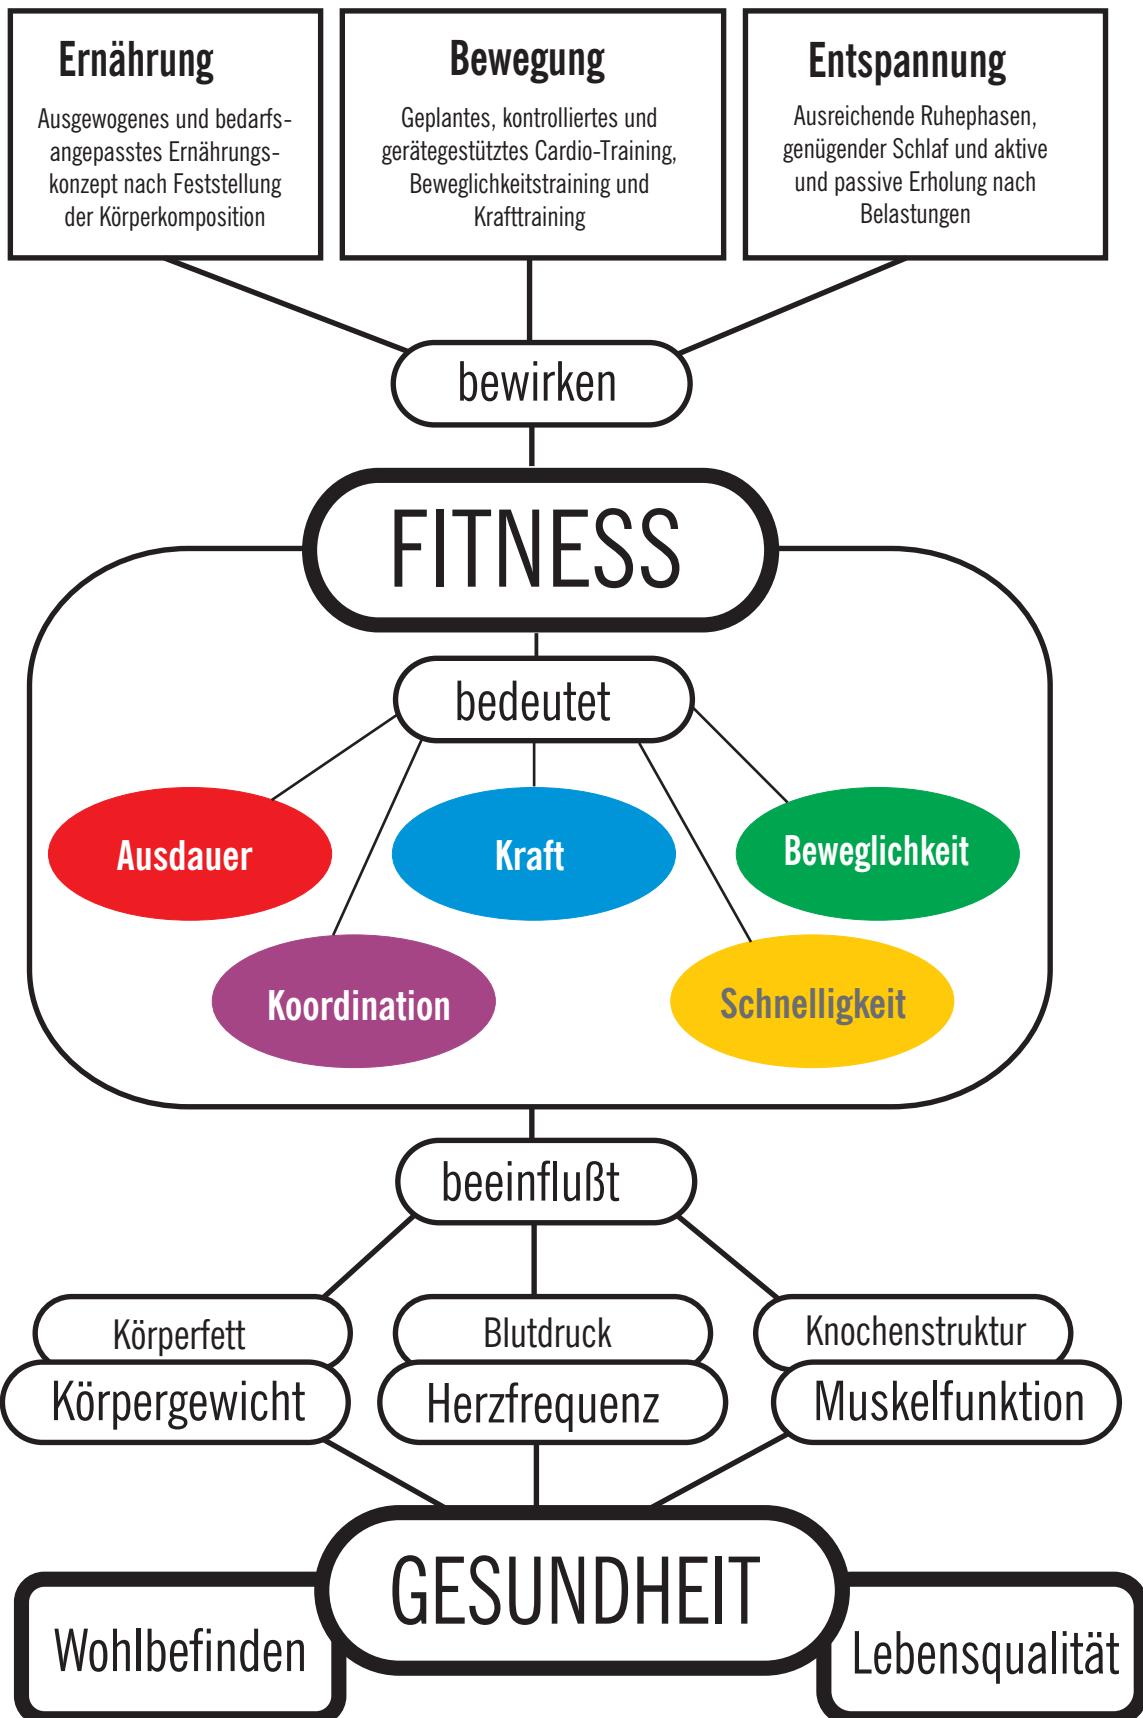 Ernährung
Ausgewogenes und bedarfs-
angepasstes Ernährungs-
konzept nach Feststellung
der Körperkomposition
Bewegung
Geplantes, kontrolliertes und
gerätegestütztes Cardio-Training,
Beweglichkeitstraining und
Krafttraining
Entspannung
Ausreichende Ruhephasen,
genügender Schlaf und aktive
und passive Erholung nach
Belastungen
bewirken
FITNESS
bedeutet
Ausdauer
Kraft
Beweglichkeit
Koordination
Schnelligkeit
beeinflußt
Körperfett
Körpergewicht
Blutdruck
Herzfrequenz
Knochenstruktur
Muskelfunktion
GESUNDHEIT
Wohlbefinden
Lebensqualität